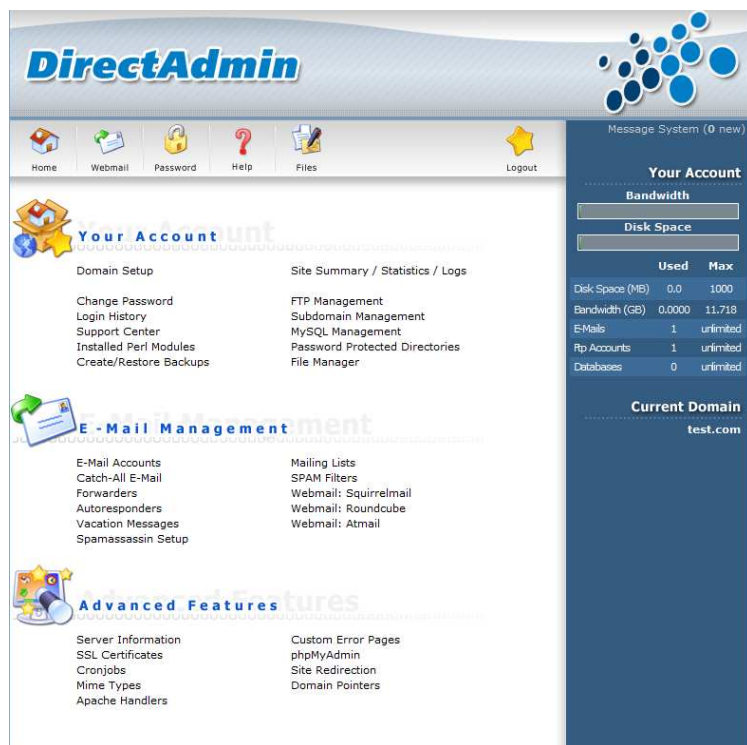 DirectAdmin
Home
Webmail
Password
Help
Files
Logout
Message System (0 new)
Your Account
Bandwidth
Disk Space
Used Max
Disk Space (MB) 0.0 1000
Bandwidth (GB) 0.0000 11.718
E-Mails 1 unlimited
Ftp Accounts 1 unlimited
Databases 0 unlimited
Current Domain
test.com
Your Account
Your Account
Domain Setup
Site Summary / Statistics / Logs
Change Password
FTP Management
Login History
Subdomain Management
Support Center
MySQL Management
Installed Perl Modules
Password Protected Directories
Create/Restore Backups
File Manager
E-Mail Management
E-Mail Management
E-Mail Accounts
Mailing Lists
Catch-All E-Mail
SPAM Filters
Forwarders
Webmail: Squirrelmail
Autoresponders
Webmail: Roundcube
Vacation Messages
Webmail: Atmail
Spamassassin Setup
Advanced Features
Advanced Features
Server Information
Custom Error Pages
SSL Certificates
phpMyAdmin
Cronjobs
Site Redirection
Mime Types
Domain Pointers
Apache Handlers